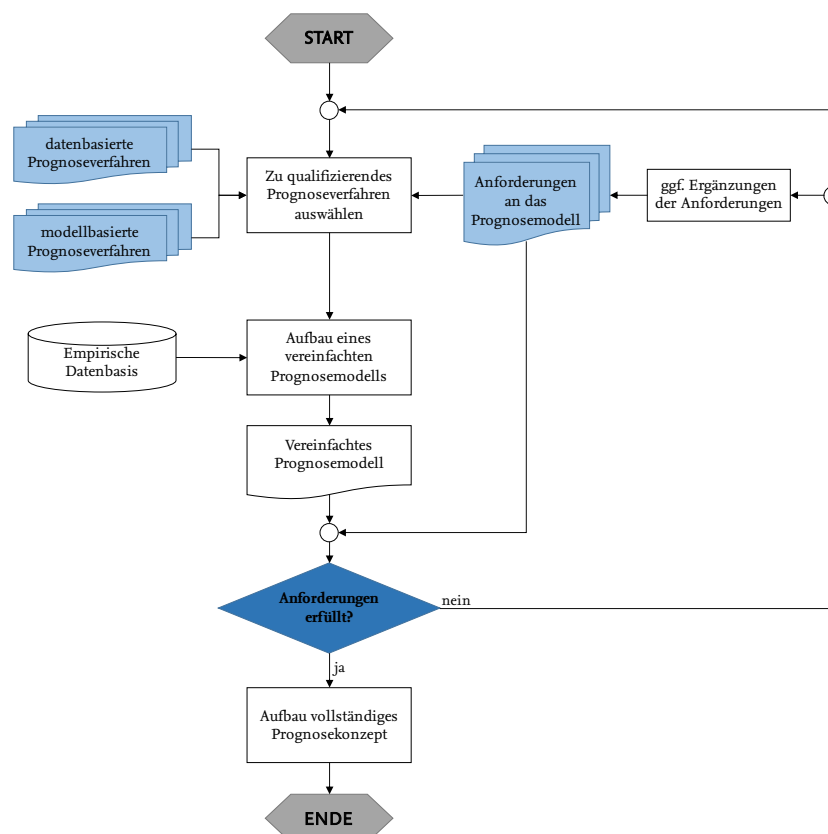 START
datenbasierte
Prognoseverfahren
modellbasierte
Prognoseverfahren
Zu qualifizierendes
Prognoseverfahren
auswählen
Anforderungen
an das
Prognosemodell
ggf. Ergänzungen
der Anforderungen
Empirische
Datenbasis
Aufbau eines
vereinfachten
Prognosemodells
Vereinfachtes
Prognosemodell
Anforderungen
erfüllt?
nein
ja
Aufbau vollständiges
Prognosekonzept
ENDE